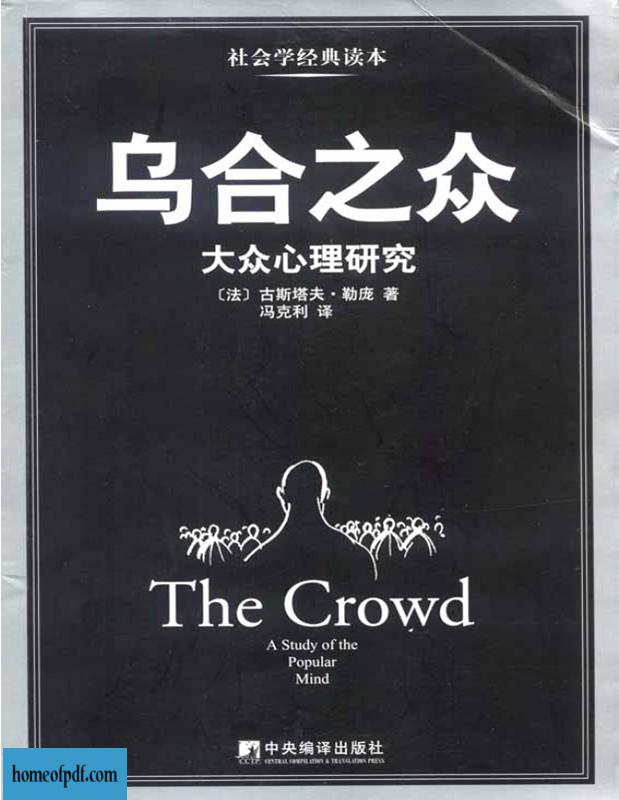 社会学经典读本
乌合之众
大众心理研究
〔法〕古斯塔夫·勒庞 著
冯克利 译
The Crowd
A Study of the
Popular
Mind
CCTP
中央编译出版社
CENTRAL COMPILATION & TRANSLATION PRESS
homeofpdf.com